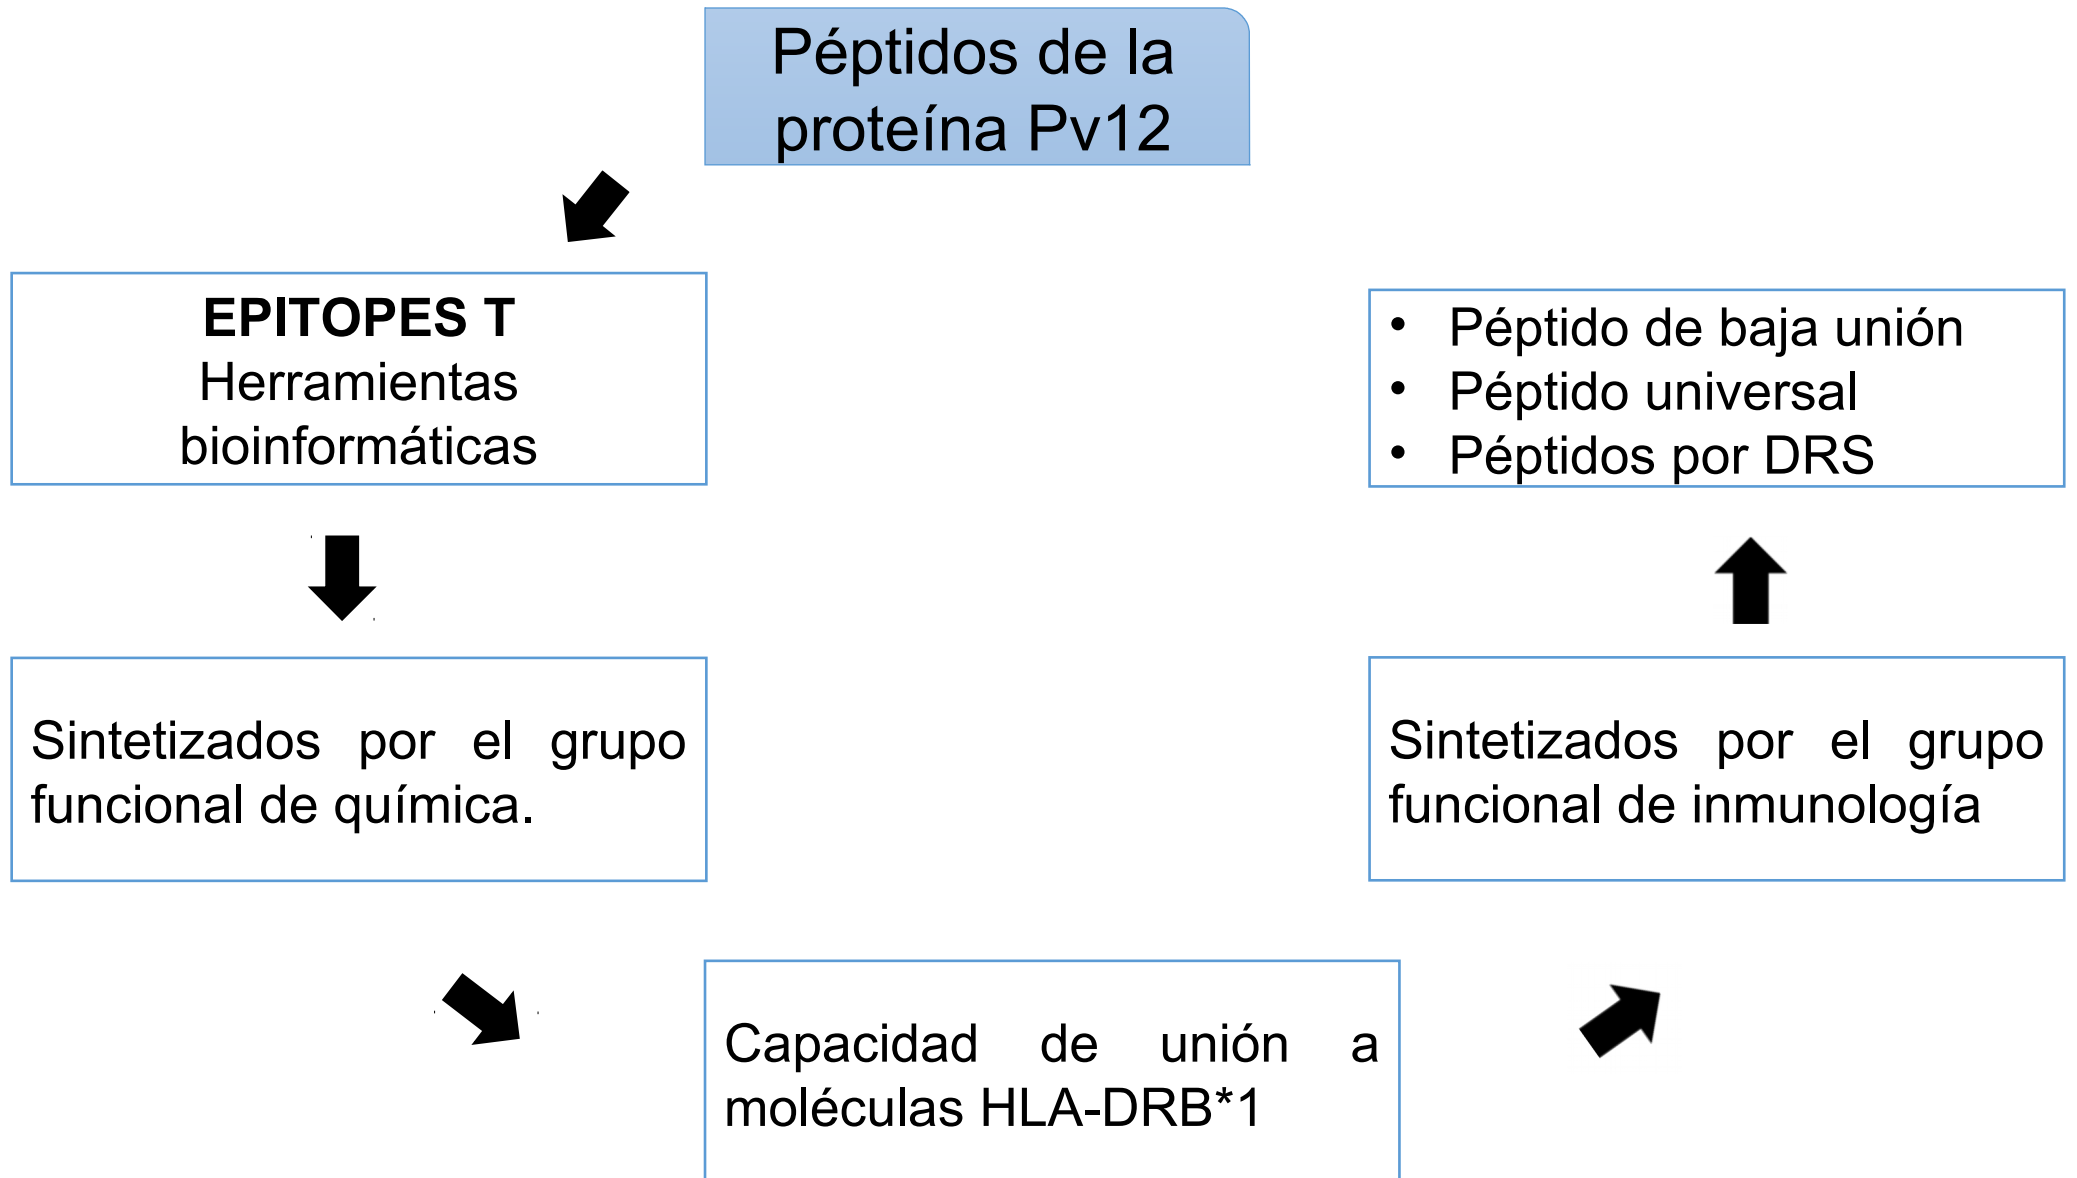 Péptidos de la
proteína Pv12
EPITOPES T
Herramientas
bioinformáticas
Sintetizados por el grupo
funcional de química.
Capacidad de unión a
moléculas HLA-DRB*1
Sintetizados por el grupo
funcional de inmunología
• Péptido de baja unión
• Péptido universal
• Péptidos por DRS